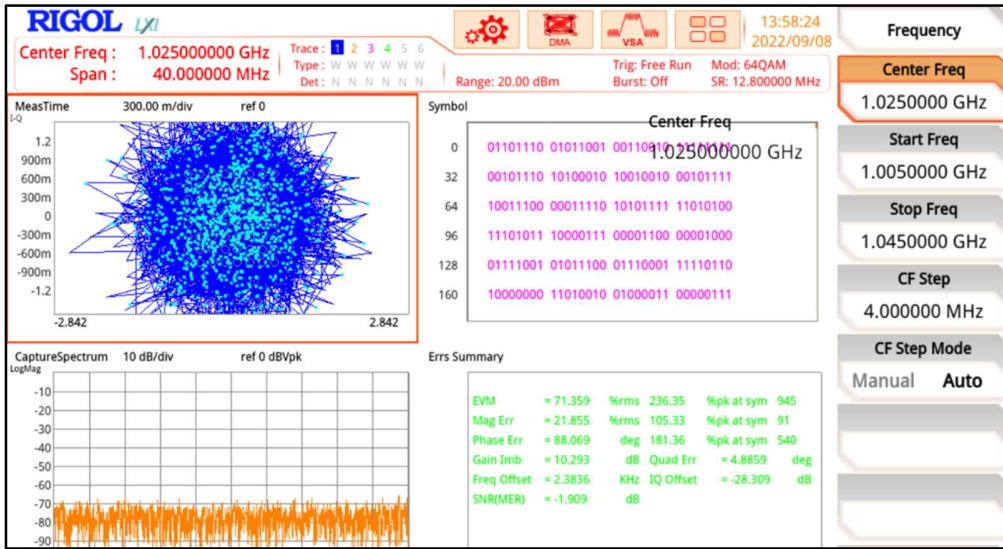 RIGOL LXI
DMA
VSA
13:58:24
2022/09/08
Center Freq : 1.025000000 GHz
Span : 40.000000 MHz
Trace : 1 2 3 4 5 6
Type : W W W W W W
Det : N N N N N N
Range: 20.00 dBm
Trig: Free Run
Burst: Off
Mod: 64QAM
SR: 12.800000 MHz
MeasTime 300.00 m/div ref 0
I-Q
1.2
900m
600m
300m
0
-300m
-600m
-900m
-1.2
-2.842 2.842
Symbol
Center Freq
1.025000000 GHz
0 01101110 01011001 00110010 11111111
32 00101110 10100010 10010010 00101111
64 10011100 00011110 10101111 11010100
96 11101011 10000111 00001100 00001000
128 01111001 01011100 01110001 11110110
160 10000000 11010010 01000011 00000111
CaptureSpectrum 10 dB/div ref 0 dBVpk
LogMag
-10
-20
-30
-40
-50
-60
-70
-80
-90
Errs Summary
EVM = 71.359 %rms 236.35 %pk at sym 945
Mag Err = 21.855 %rms 105.33 %pk at sym 91
Phase Err = 88.069 deg 181.36 %pk at sym 540
Gain Imb = 10.293 dB Quad Err = 4.8859 deg
Freq Offset = 2.3836 KHz IQ Offset = -28.309 dB
SNR(MER) = -1.909 dB
Frequency
Center Freq
1.0250000 GHz
Start Freq
1.0050000 GHz
Stop Freq
1.0450000 GHz
CF Step
4.000000 MHz
CF Step Mode
Manual Auto